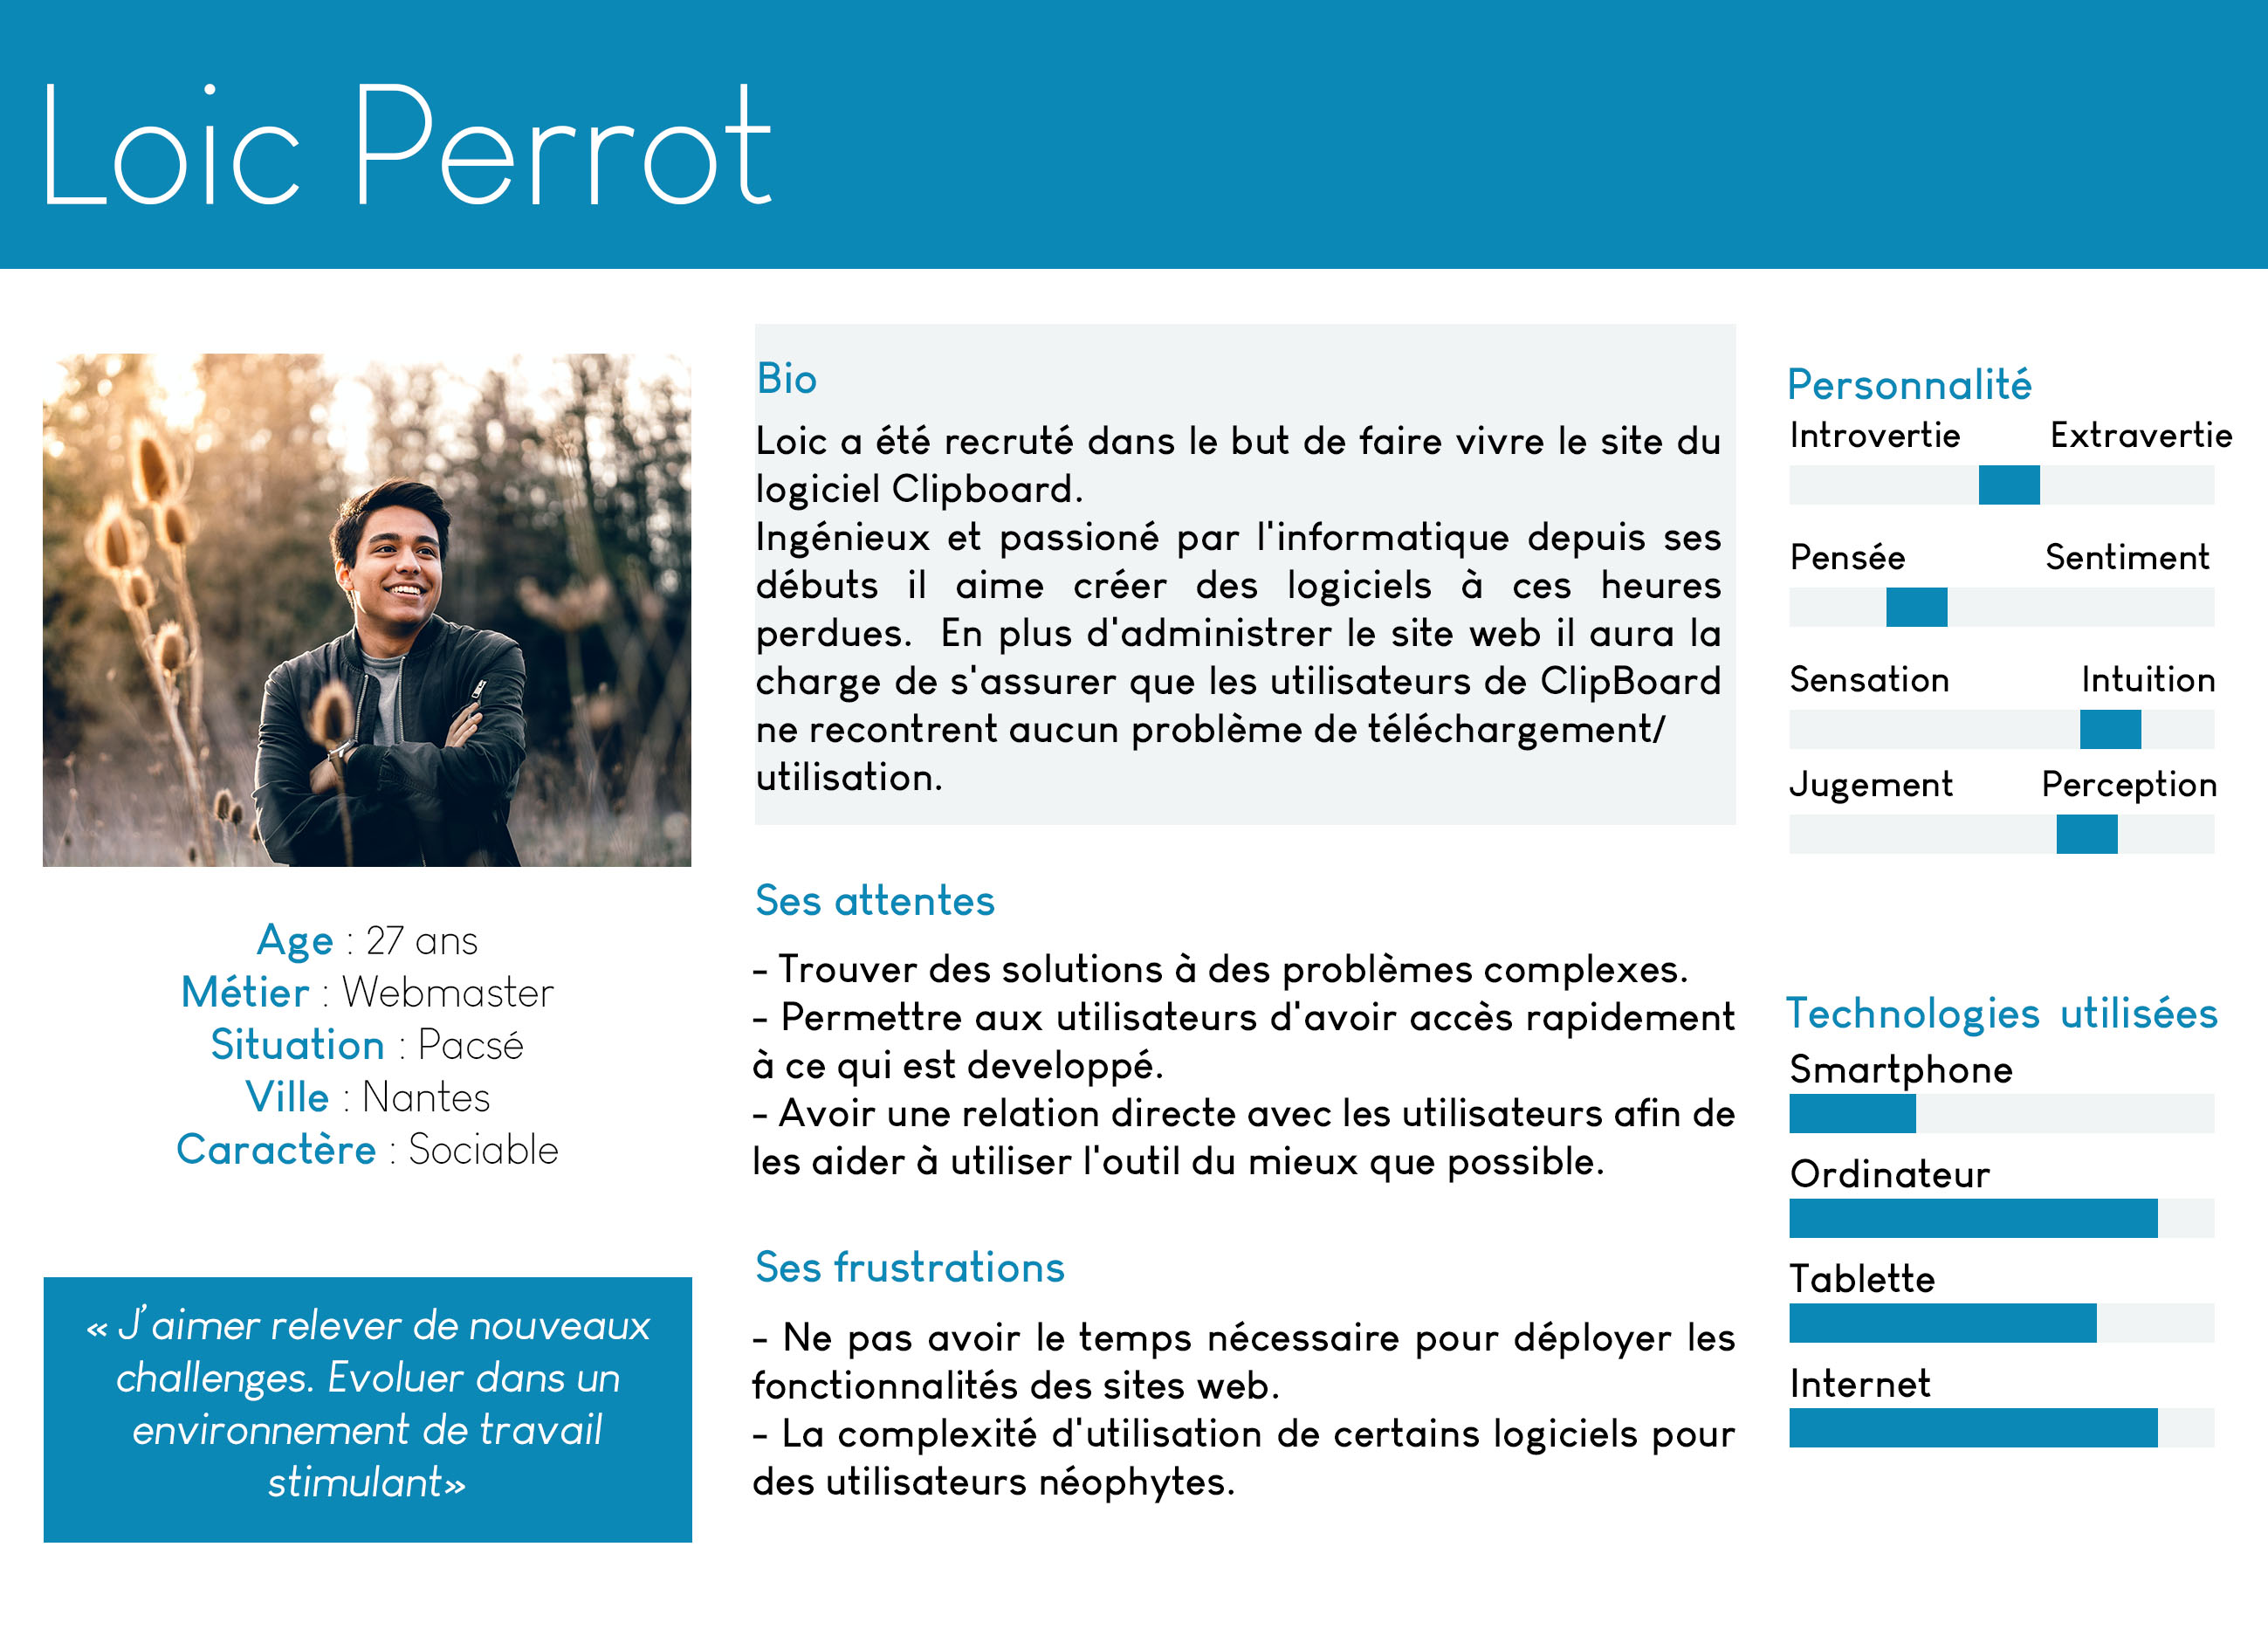 Loic Perrot
Age : 27 ans
Métier : Webmaster
Situation : Pacsé
Ville : Nantes
Caractère : Sociable
« J'aimer relever de nouveaux
challenges. Evoluer dans un
environnement de travail
stimulant»
Bio
Loic a été recruté dans le but de faire vivre le site du
logiciel Clipboard.
Ingénieux et passioné par l'informatique depuis ses
débuts il aime créer des logiciels à ces heures
perdues. En plus d'administrer le site web il aura la
charge de s'assurer que les utilisateurs de ClipBoard
ne recontrent aucun problème de téléchargement/
utilisation.
Ses attentes
- Trouver des solutions à des problèmes complexes.
- Permettre aux utilisateurs d'avoir accès rapidement
à ce qui est developpé.
- Avoir une relation directe avec les utilisateurs afin de
les aider à utiliser l'outil du mieux que possible.
Ses frustrations
- Ne pas avoir le temps nécessaire pour déployer les
fonctionnalités des sites web.
- La complexité d'utilisation de certains logiciels pour
des utilisateurs néophytes.
Personnalité
Introvertie Extravertie
Pensée Sentiment
Sensation Intuition
Jugement Perception
Technologies utilisées
Smartphone
Ordinateur
Tablette
Internet